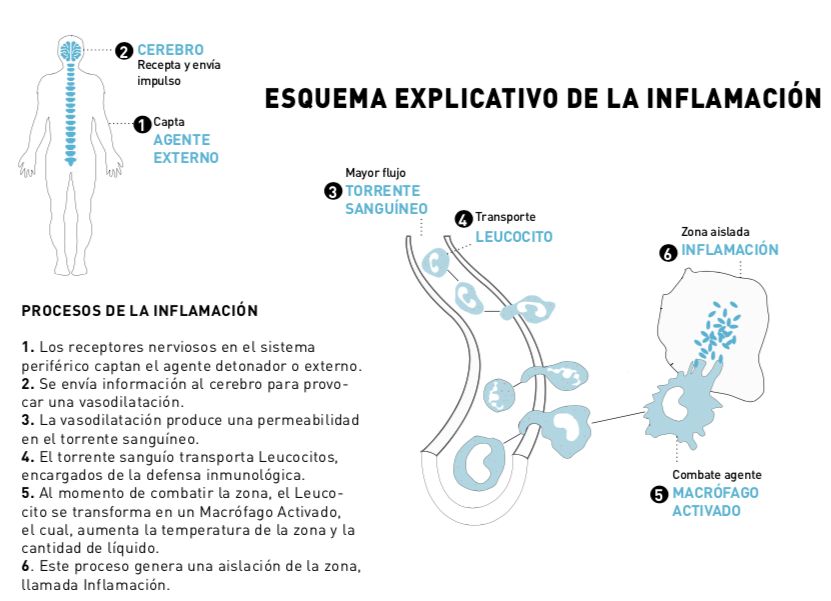 2 CEREBRO
Recepta y envía
impulso
1 Capta
AGENTE
EXTERNO
ESQUEMA EXPLICATIVO DE LA INFLAMACIÓN
Mayor flujo
3 TORRENTE
SANGUÍNEO
4 Transporte
LEUCOCITO
Zona aislada
6 INFLAMACIÓN
Combate agente
5 MACRÓFAGO
ACTIVADO
PROCESOS DE LA INFLAMACIÓN
1. Los receptores nerviosos en el sistema
periférico captan el agente detonador o externo.
2. Se envía información al cerebro para provo-
car una vasodilatación.
3. La vasodilatación produce una permeabilidad
en el torrente sanguíneo.
4. El torrente sanguío transporta Leucocitos,
encargados de la defensa inmunológica.
5. Al momento de combatir la zona, el Leuco-
cito se transforma en un Macrófago Activado,
el cual, aumenta la temperatura de la zona y la
cantidad de líquido.
6. Este proceso genera una aislación de la zona,
llamada Inflamación.